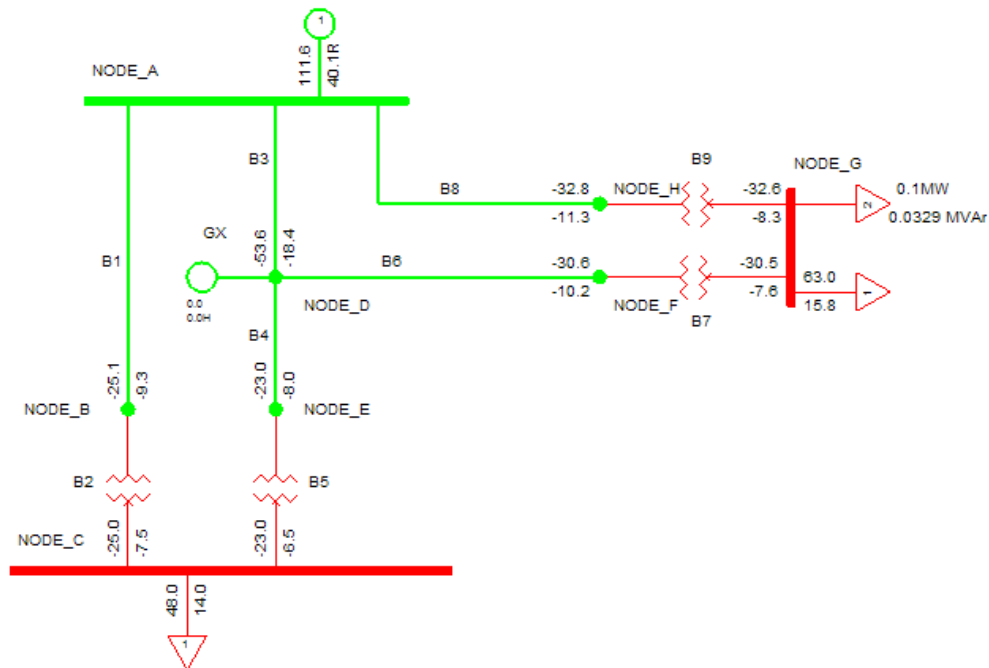 1
111.6
40.1R
NODE_A
B3
B9
NODE_G
B8
-32.8
NODE_H
-32.6
0.1MW
-11.3
-8.3
2
0.0329 MVAr
GX
-53.6
-18.4
B1
B6
-30.6
-30.5
63.0
0.0
0.0H
NODE_D
-10.2
NODE_F
-7.6
15.8
1
B4
B7
-25.1
-9.3
-23.0
-8.0
NODE_B
NODE_E
B2
B5
-25.0
-7.5
-23.0
-6.5
NODE_C
48.0
14.0
1